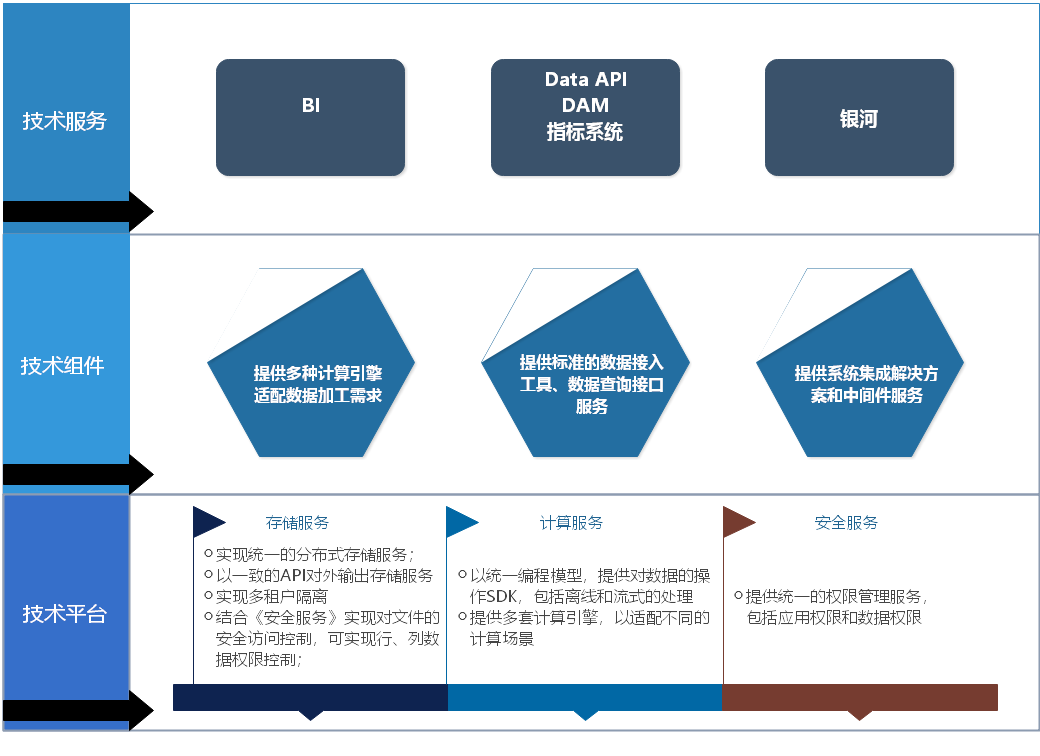 技术服务
BI
Data API
DAM
指标系统
银河
技术组件
提供多种计算引擎
适配数据加工需求
提供标准的数据接入
工具、数据查询接口
服务
提供系统集成解决方
案和中间件服务
技术平台
存储服务
实现统一的分布式存储服务；
以一致的API对外输出存储服务
实现多租户隔离
结合《安全服务》实现对文件的
安全访问控制，可实现行、列数
据权限控制；
计算服务
以统一编程模型，提供对数据的操
作SDK，包括离线和流式的处理
提供多套计算引擎，以适配不同的
计算场景
安全服务
提供统一的权限管理服务，
包括应用权限和数据权限